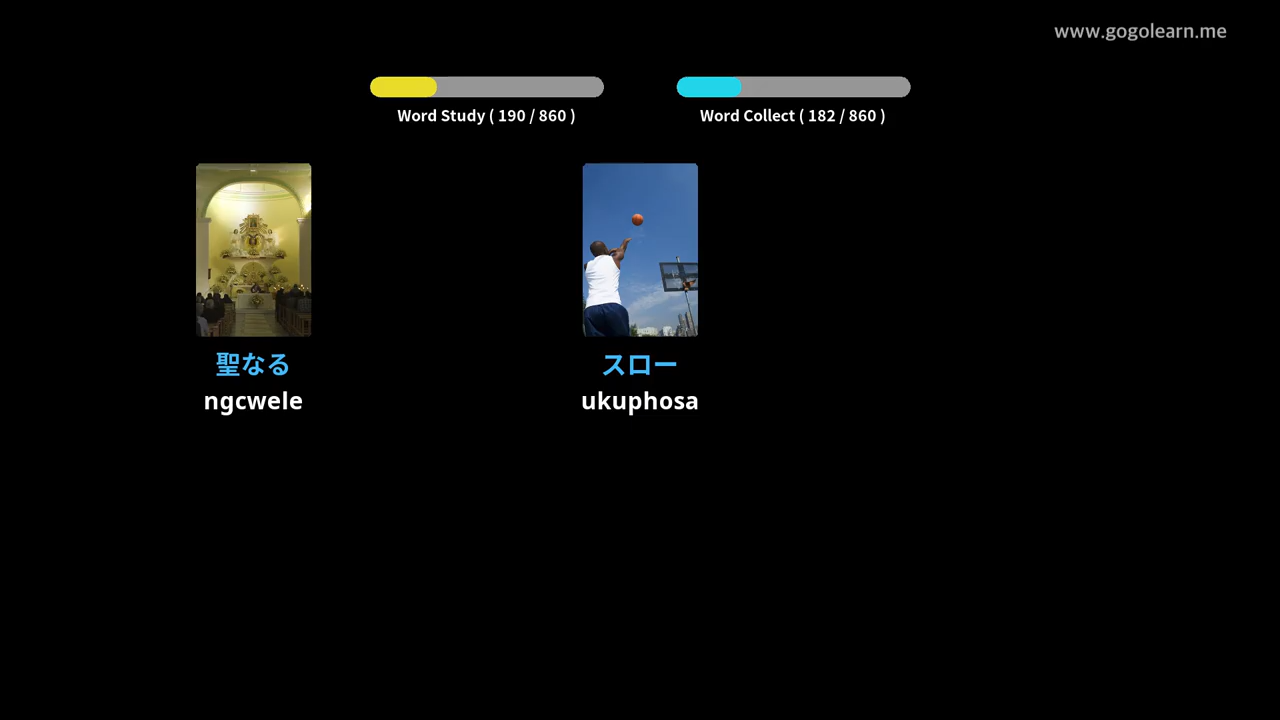 www.gogolearn.me
Word Study ( 190 / 860 )
Word Collect ( 182 / 860 )
聖なる
ngcwele
スロー
ukuphosa